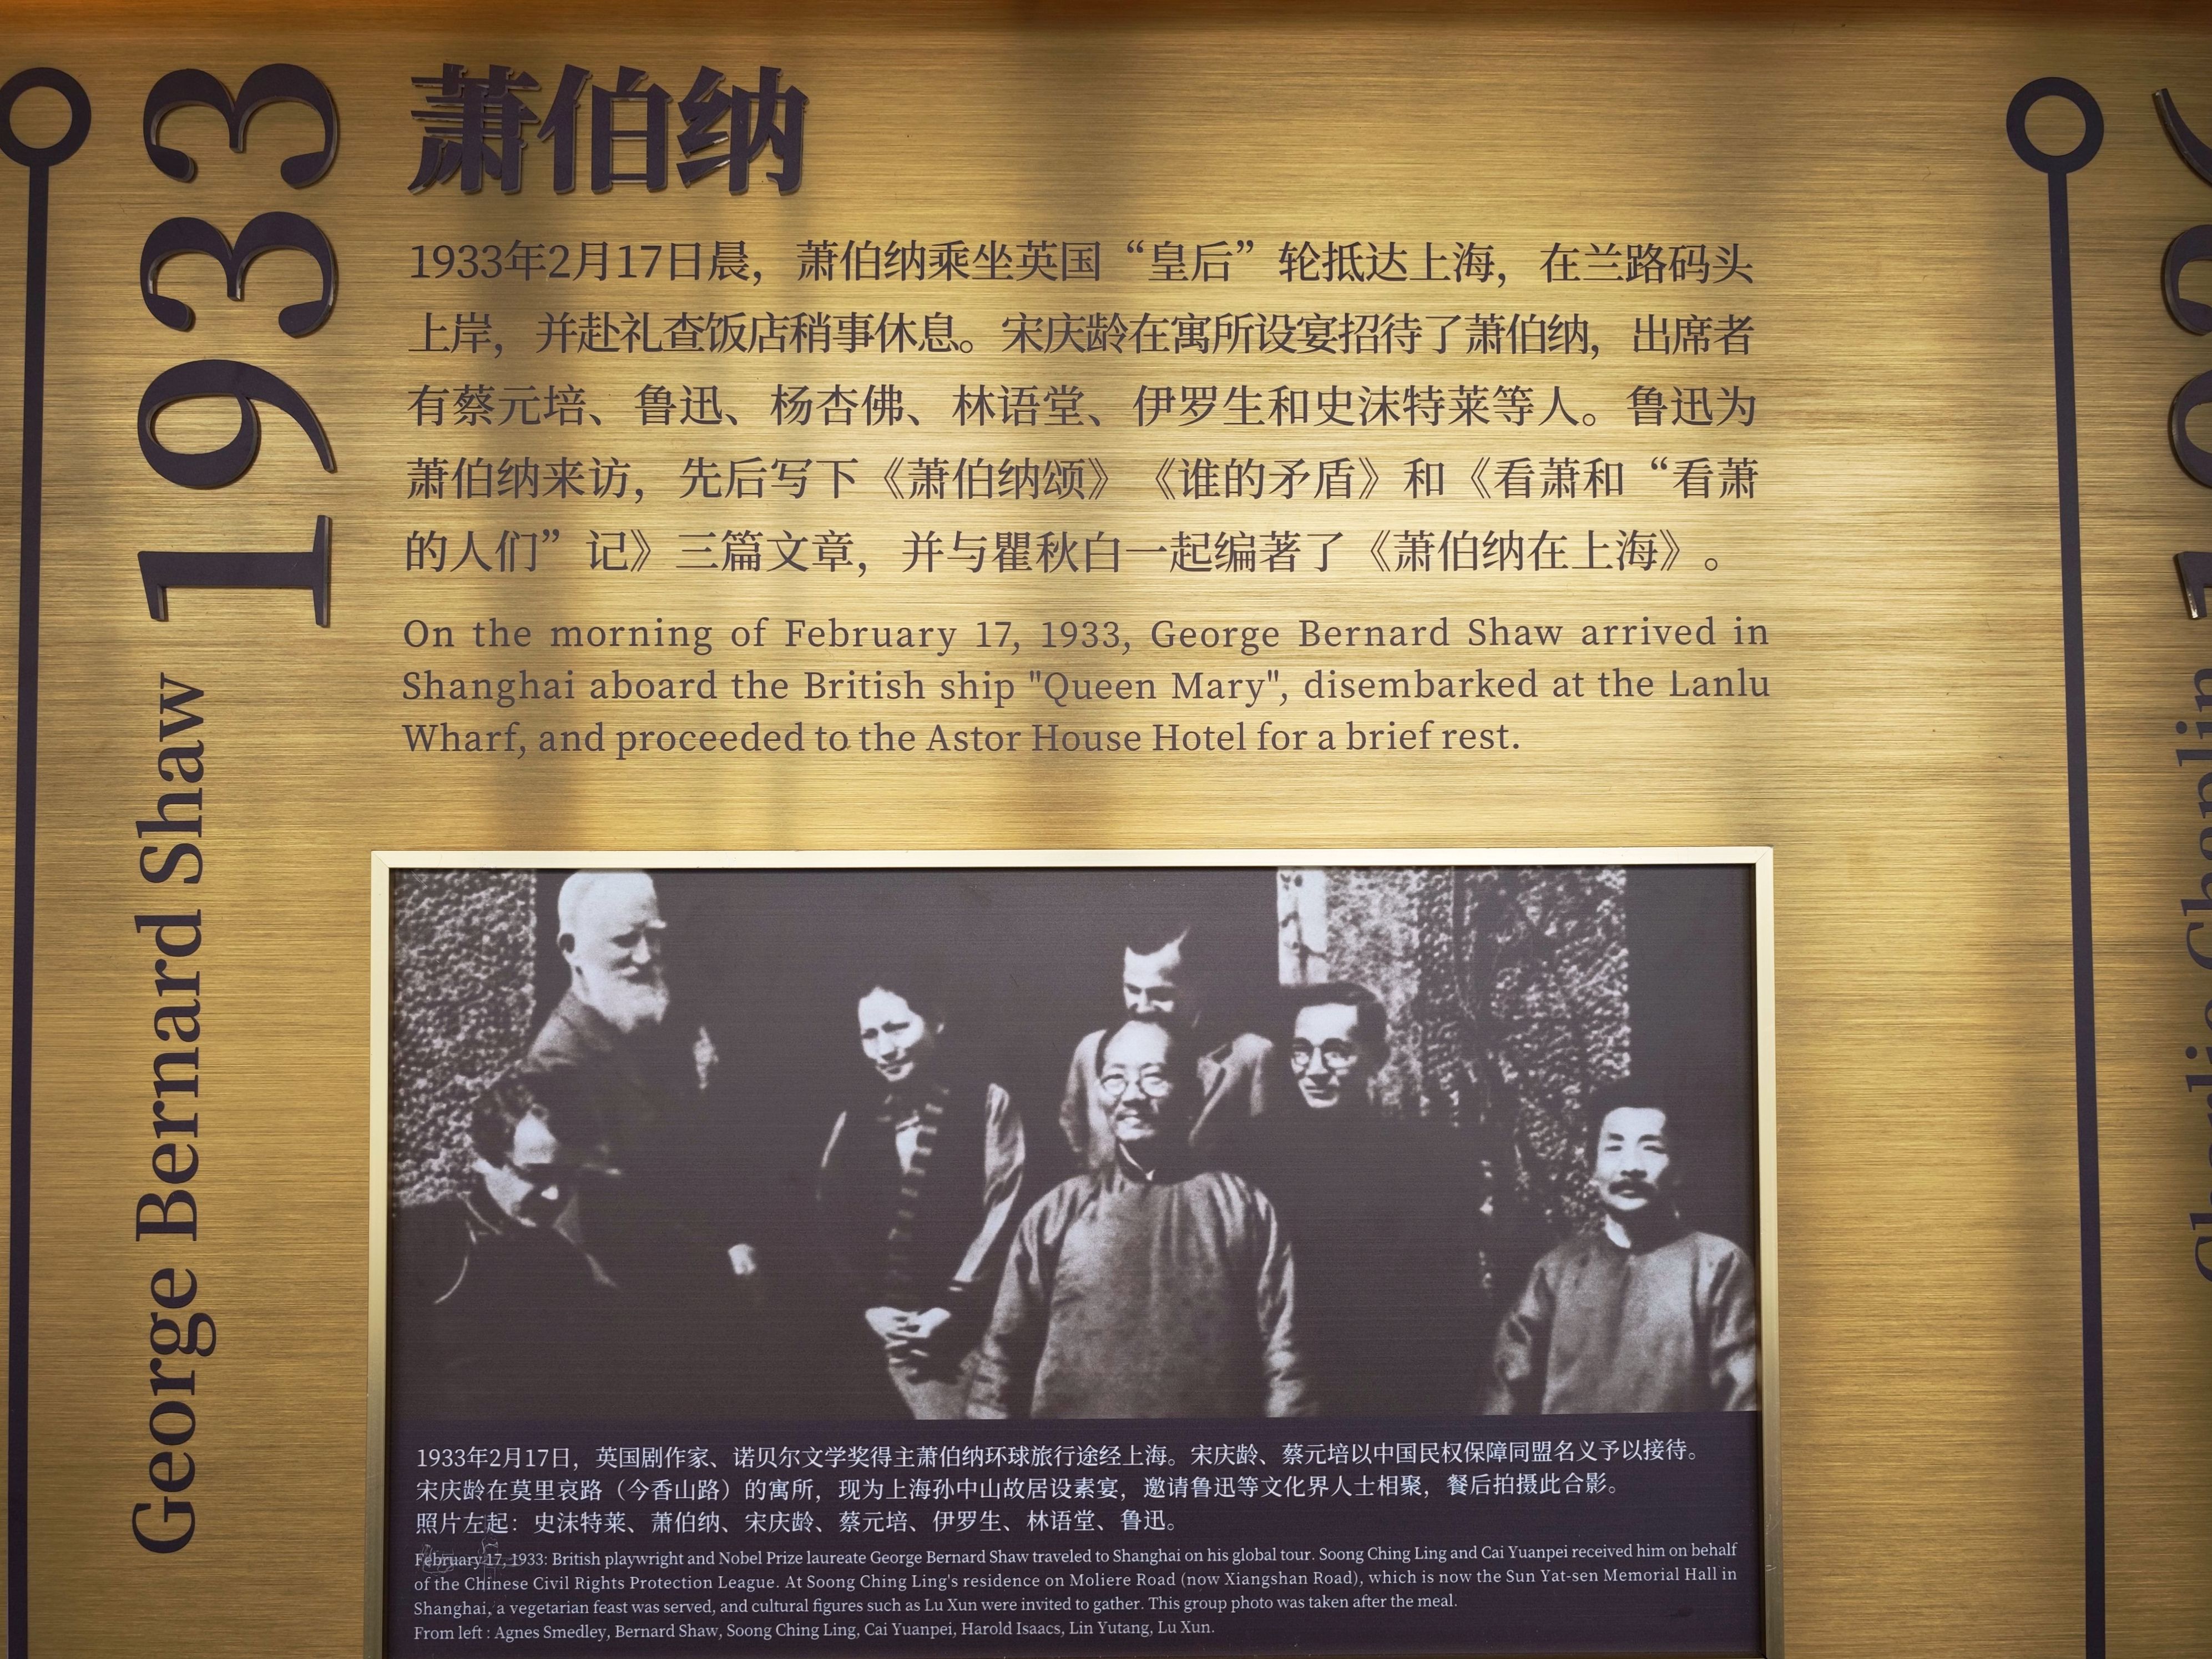 1933
George Bernard Shaw
萧伯纳
1933年2月17日晨，萧伯纳乘坐英国“皇后”轮抵达上海，在兰路码头
上岸，并赴礼查饭店稍事休息。宋庆龄在寓所设宴招待了萧伯纳，出席者
有蔡元培、鲁迅、杨杏佛、林语堂、伊罗生和史沫特莱等人。鲁迅为
萧伯纳来访，先后写下《萧伯纳颂》《谁的矛盾》和《看萧和“看萧
的人们”记》三篇文章，并与瞿秋白一起编著了《萧伯纳在上海》。
On the morning of February 17, 1933, George Bernard Shaw arrived in
Shanghai aboard the British ship "Queen Mary", disembarked at the Lanlu
Wharf, and proceeded to the Astor House Hotel for a brief rest.
1933年2月17日，英国剧作家、诺贝尔文学奖得主萧伯纳环球旅行途经上海。宋庆龄、蔡元培以中国民权保障同盟名义予以接待。
宋庆龄在莫里哀路（今香山路）的寓所，现为上海孙中山故居设素宴，邀请鲁迅等文化界人士相聚，餐后拍摄此合影。
照片左起：史沫特莱、萧伯纳、宋庆龄、蔡元培、伊罗生、林语堂、鲁迅。
February 17, 1933: British playwright and Nobel Prize laureate George Bernard Shaw traveled to Shanghai on his global tour. Soong Ching Ling and Cai Yuanpei received him on behalf
of the Chinese Civil Rights Protection League. At Soong Ching Ling's residence on Moliere Road (now Xiangshan Road), which is now the Sun Yat-sen Memorial Hall in
Shanghai, a vegetarian feast was served, and cultural figures such as Lu Xun were invited to gather. This group photo was taken after the meal.
From left : Agnes Smedley, Bernard Shaw, Soong Ching Ling, Cai Yuanpei, Harold Isaacs, Lin Yutang, Lu Xun.
Charlie Chaplin